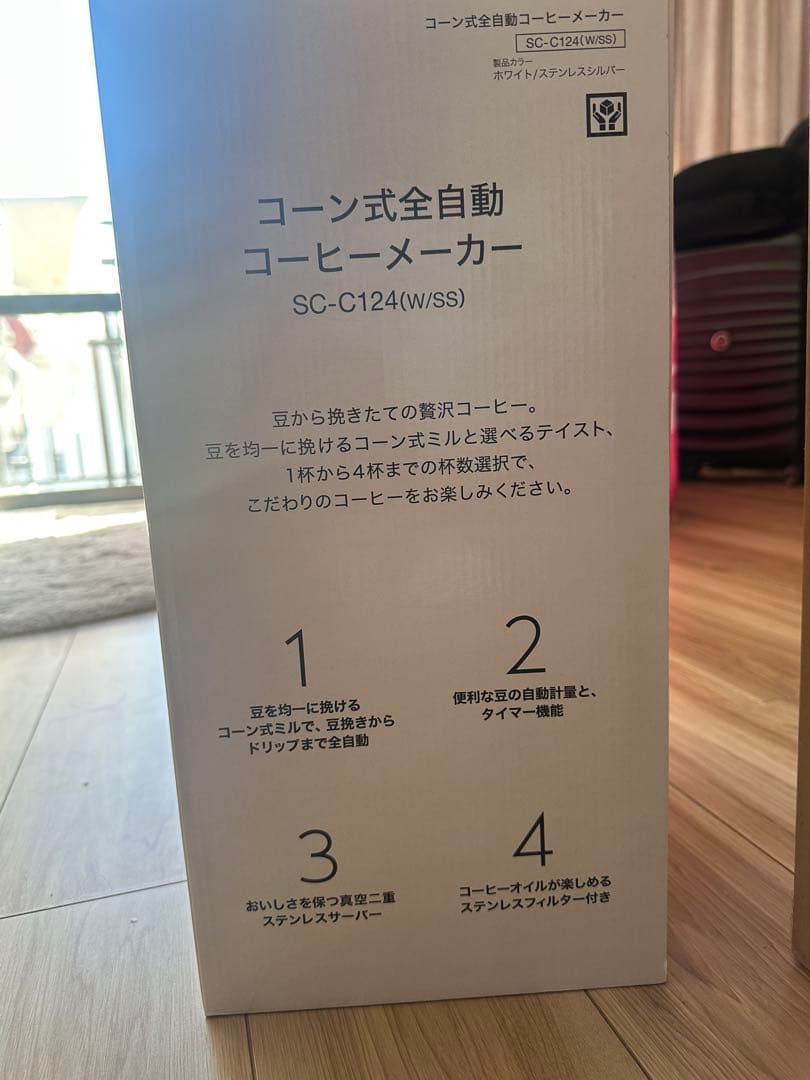 コーン式全自動コーヒーメーカー
SC-C124(W/SS)
製品カラー
ホワイト/ステンレスシルバー
コーン式全自動
コーヒーメーカー
SC-C124(W/SS)
豆から挽きたての贅沢コーヒー。
豆を均一に挽けるコーン式ミルと選べるテイスト、
1杯から4杯までの杯数選択で、
こだわりのコーヒーをお楽しみください。
1
豆を均一に挽ける
コーン式ミルで、豆挽きから
ドリップまで全自動
2
便利な豆の自動計量と、
タイマー機能
3
おいしさを保つ真空二重
ステンレスサーバー
4
コーヒーオイルが楽しめる
ステンレスフィルター付き